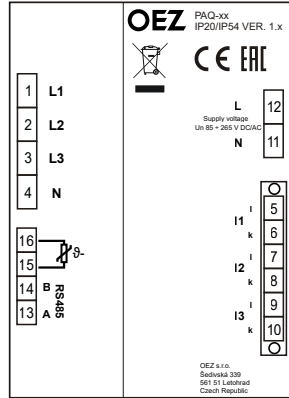 OEZ
PAQ-xx
IP20/IP54 VER. 1.x
CE EAC
1 L1
2 L2
3 L3
4 N
L 12
Supply voltage
Un 85 ÷ 265 V DC/AC
N 11
16
15 ϑ-
14 B
13 A
RS485
l 5
I1
k 6
l 7
I2
k 8
l 9
I3
k 10
OEZ s.r.o.
Šedivská 339
561 51 Letohrad
Czech Republic